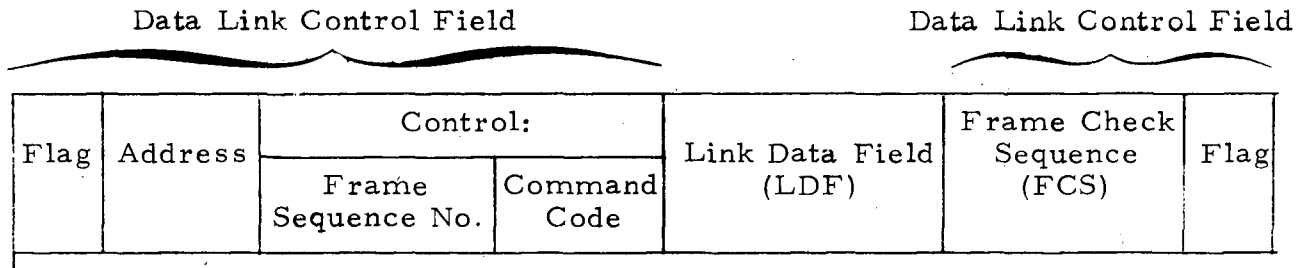 Data Link Control Field
Data Link Control Field
Flag
Address
Control:
Frame
Sequence No.
Command
Code
Link Data Field
(LDF)
Frame Check
Sequence
(FCS)
Flag